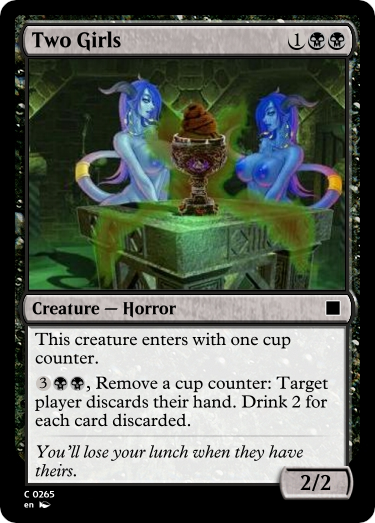 Two Girls 1
Creature — Horror
This creature enters with one cup
counter.
3, Remove a cup counter: Target
player discards their hand. Drink 2 for
each card discarded.
You'll lose your lunch when they have
theirs.
2/2
C 0265
en